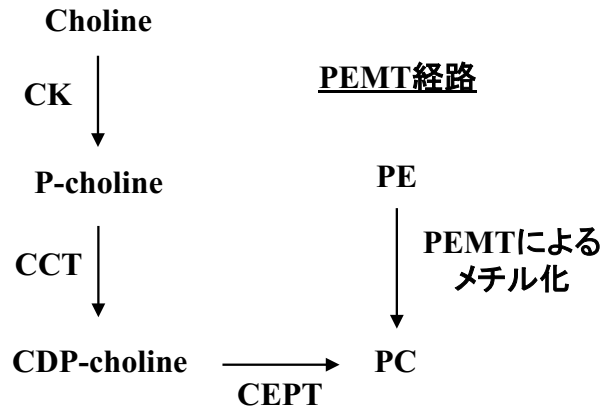 Choline
CK
PEMT経路
P-choline
PE
CCT
PEMTによる
メチル化
CDP-choline
PC
CEPT